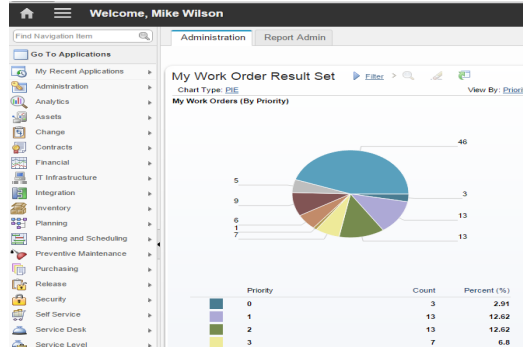 Welcome, Mike Wilson
Find Navigation Item
Go To Applications
My Recent Applications
Administration
Analytics
Assets
Change
Contracts
Financial
IT Infrastructure
Integration
Inventory
Planning
Planning and Scheduling
Preventive Maintenance
Purchasing
Release
Security
Self Service
Service Desk
Service Level
Administration Report Admin
My Work Order Result Set Filter >
Chart Type: PIE View By: Priori
My Work Orders (By Priority)
46
5
3
9
13
6
1
7
13
Priority Count Percent (%)
0 3 2.91
1 13 12.62
2 13 12.62
3 7 6.8